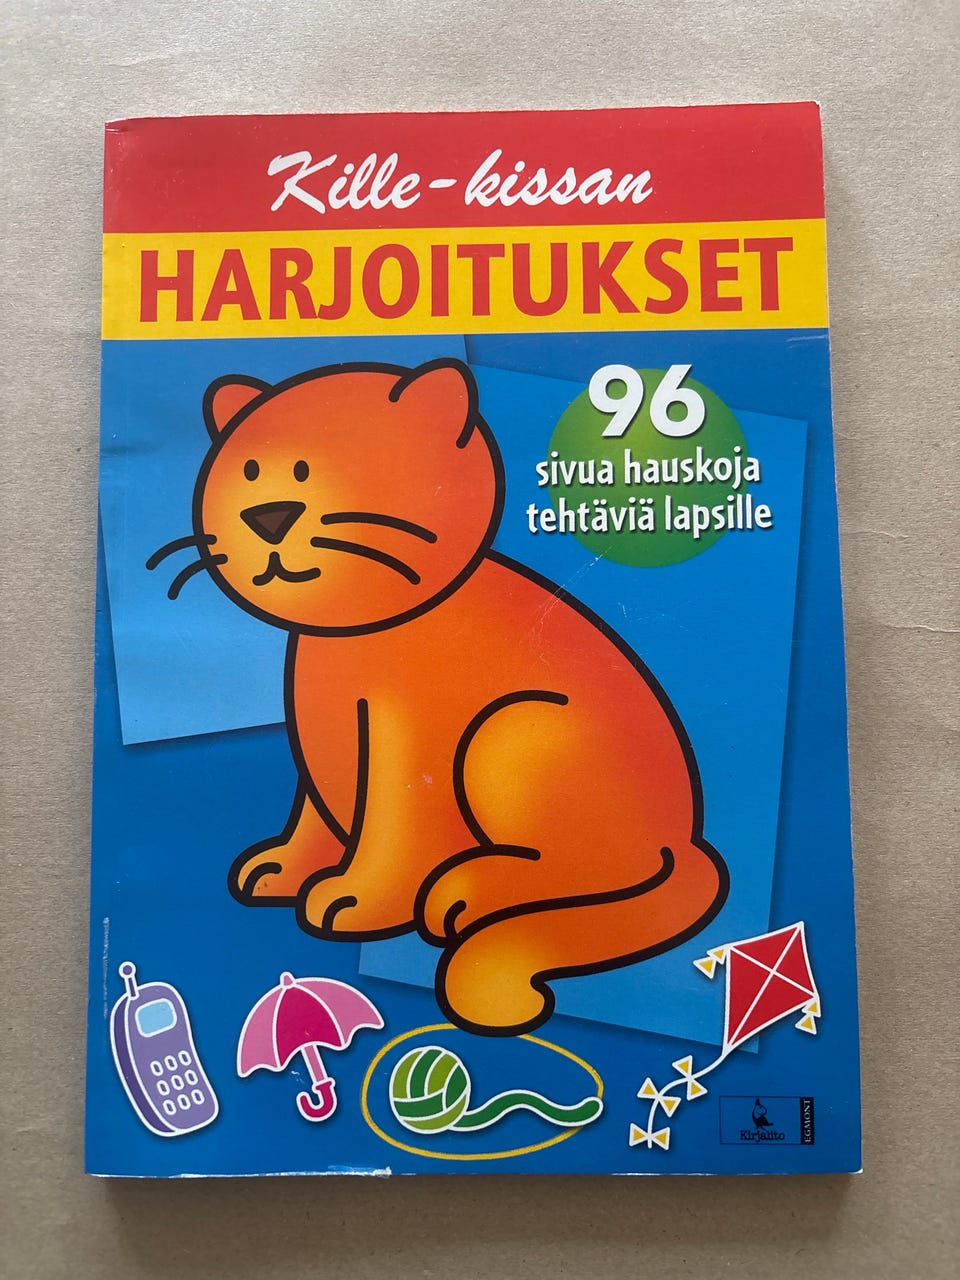 Kille-kissan
HARJOITUKSET
96
sivua hauskoja
tehtäviä lapsille
Kirjalito
EGMONT